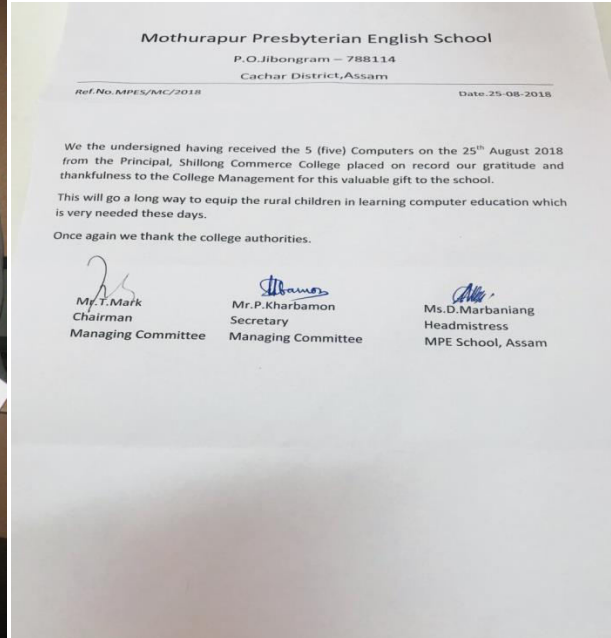 Mothurapur Presbyterian English School
P.O.Jibongram – 788114
Cachar District,Assam
Ref.No.MPES/MC/2018 Date.25-08-2018
We the undersigned having received the 5 (five) Computers on the 25th August 2018
from the Principal, Shillong Commerce College placed on record our gratitude and
thankfulness to the College Management for this valuable gift to the school.
This will go a long way to equip the rural children in learning computer education which
is very needed these days.
Once again we thank the college authorities.
Mr.T.Mark
Chairman
Managing Committee
Mr.P.Kharbamon
Secretary
Managing Committee
Ms.D.Marbaniang
Headmistress
MPE School, Assam